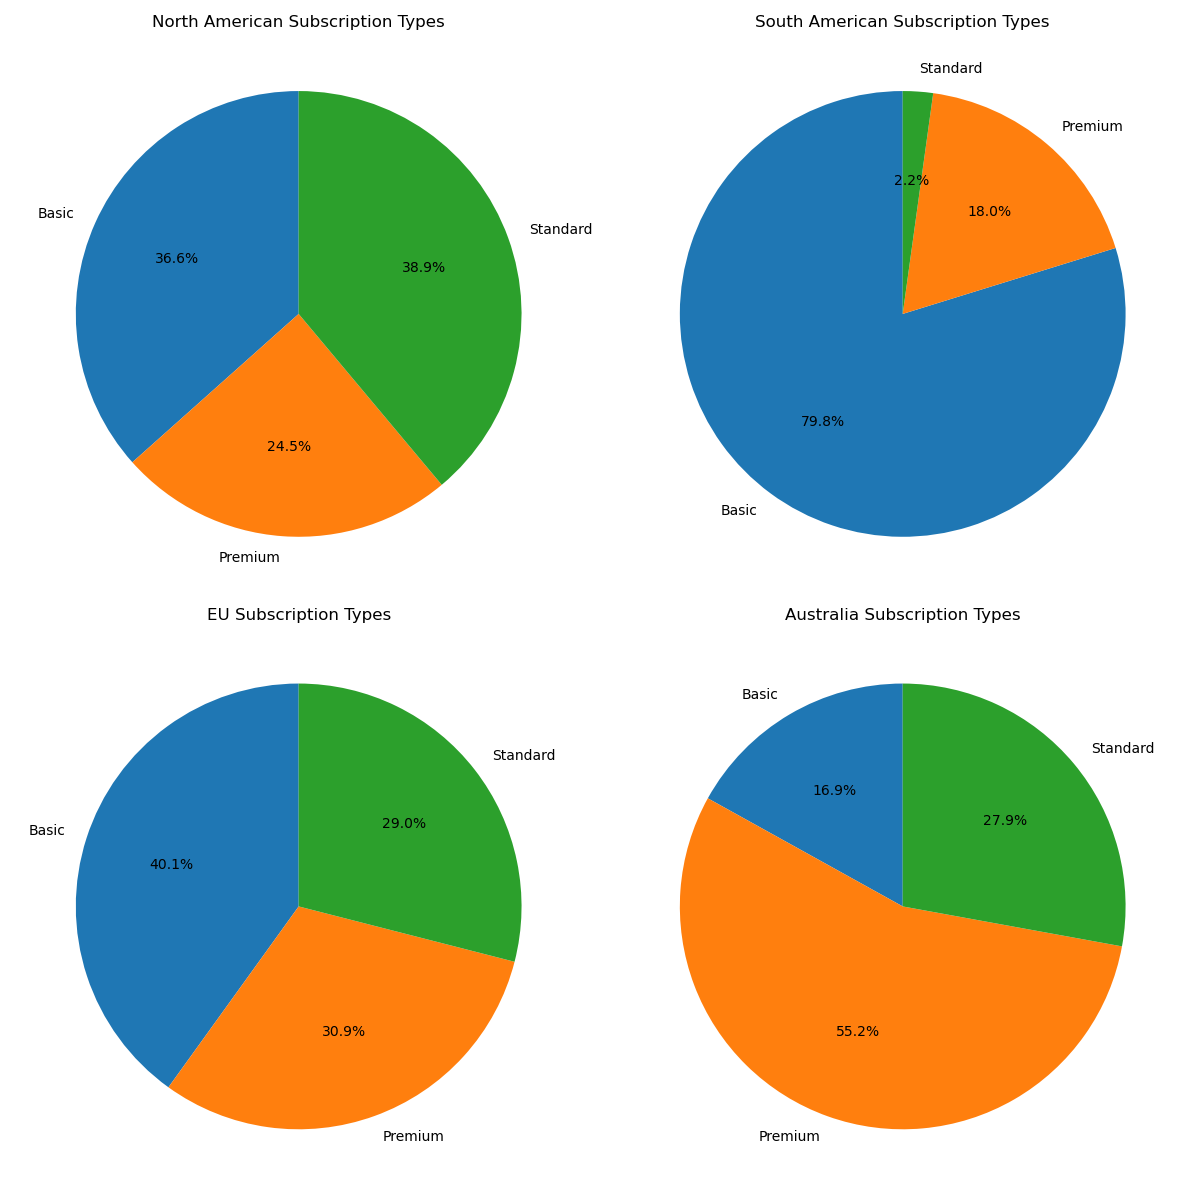 North American Subscription Types
Basic
36.6%
Premium
24.5%
Standard
38.9%
South American Subscription Types
Basic
79.8%
Premium
18.0%
Standard
2.2%
EU Subscription Types
Basic
40.1%
Premium
30.9%
Standard
29.0%
Australia Subscription Types
Basic
16.9%
Premium
55.2%
Standard
27.9%